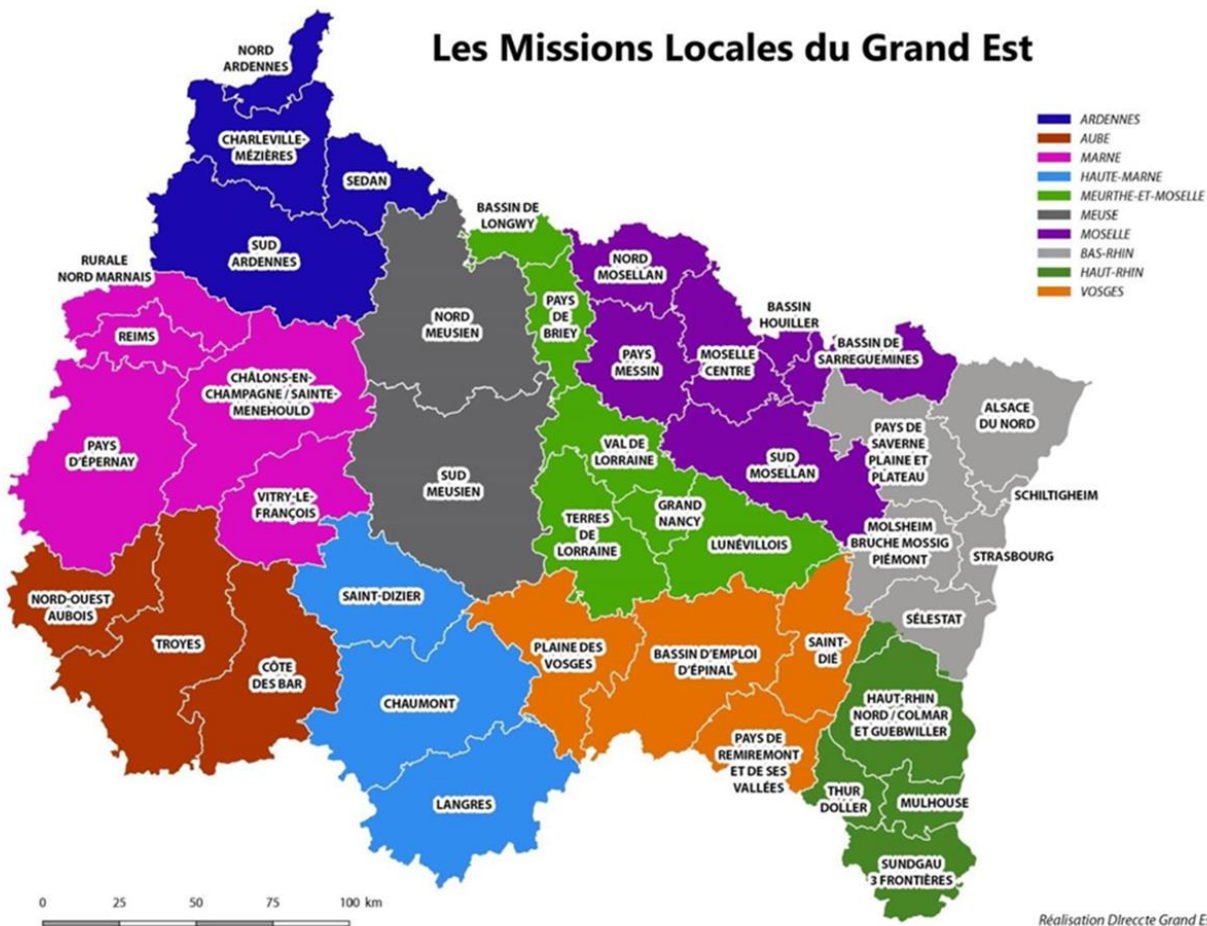 Les Missions Locales du Grand Est
ARDENNES
AUBE
MARNE
HAUTE-MARNE
MEURTHE-ET-MOSELLE
MEUSE
MOSELLE
BAS-RHIN
HAUT-RHIN
VOSGES
NORD
ARDENNES
CHARLEVILLE-
MÉZIÈRES
SEDAN
SUD
ARDENNES
RURALE
NORD MARNAIS
REIMS
CHÂLONS-EN-
CHAMPAGNE / SAINTE-
MENEHOULD
PAYS
D'ÉPERNAY
VITRY-LE-
FRANÇOIS
BASSIN DE
LONGWY
NORD
MEUSIEN
PAYS
DE
BRIEY
SUD
MEUSIEN
NORD
MOSELLAN
PAYS
MESSIN
MOSELLE
CENTRE
BASSIN
HOUILLER
BASSIN DE
SARREGUEMINES
SUD
MOSELLAN
VAL DE
LORRAINE
GRAND
NANCY
TERRES
DE
LORRAINE
LUNÉVILLOIS
ALSACE
DU NORD
PAYS DE
SAVERNE
PLAINE ET
PLATEAU
SCHILTIGHEIM
MOLSHEIM
BRUCHE MOSSIG
PIÉMONT
STRASBOURG
SÉLESTAT
NORD-OUEST
AUBOIS
TROYES
CÔTE
DES BAR
SAINT-DIZIER
CHAUMONT
LANGRES
PLAINE DES
VOSGES
BASSIN D'EMPLOI
D'ÉPINAL
SAINT-
DIÉ
PAYS DE
REMIREMONT
ET DE SES
VALLÉES
HAUT-RHIN
NORD / COLMAR
ET GUEBWILLER
THUR
DOLLER
MULHOUSE
SUNDGAU
3 FRONTIÈRES
0 25 50 75 100 km
Réalisation DIreccte Grand Es